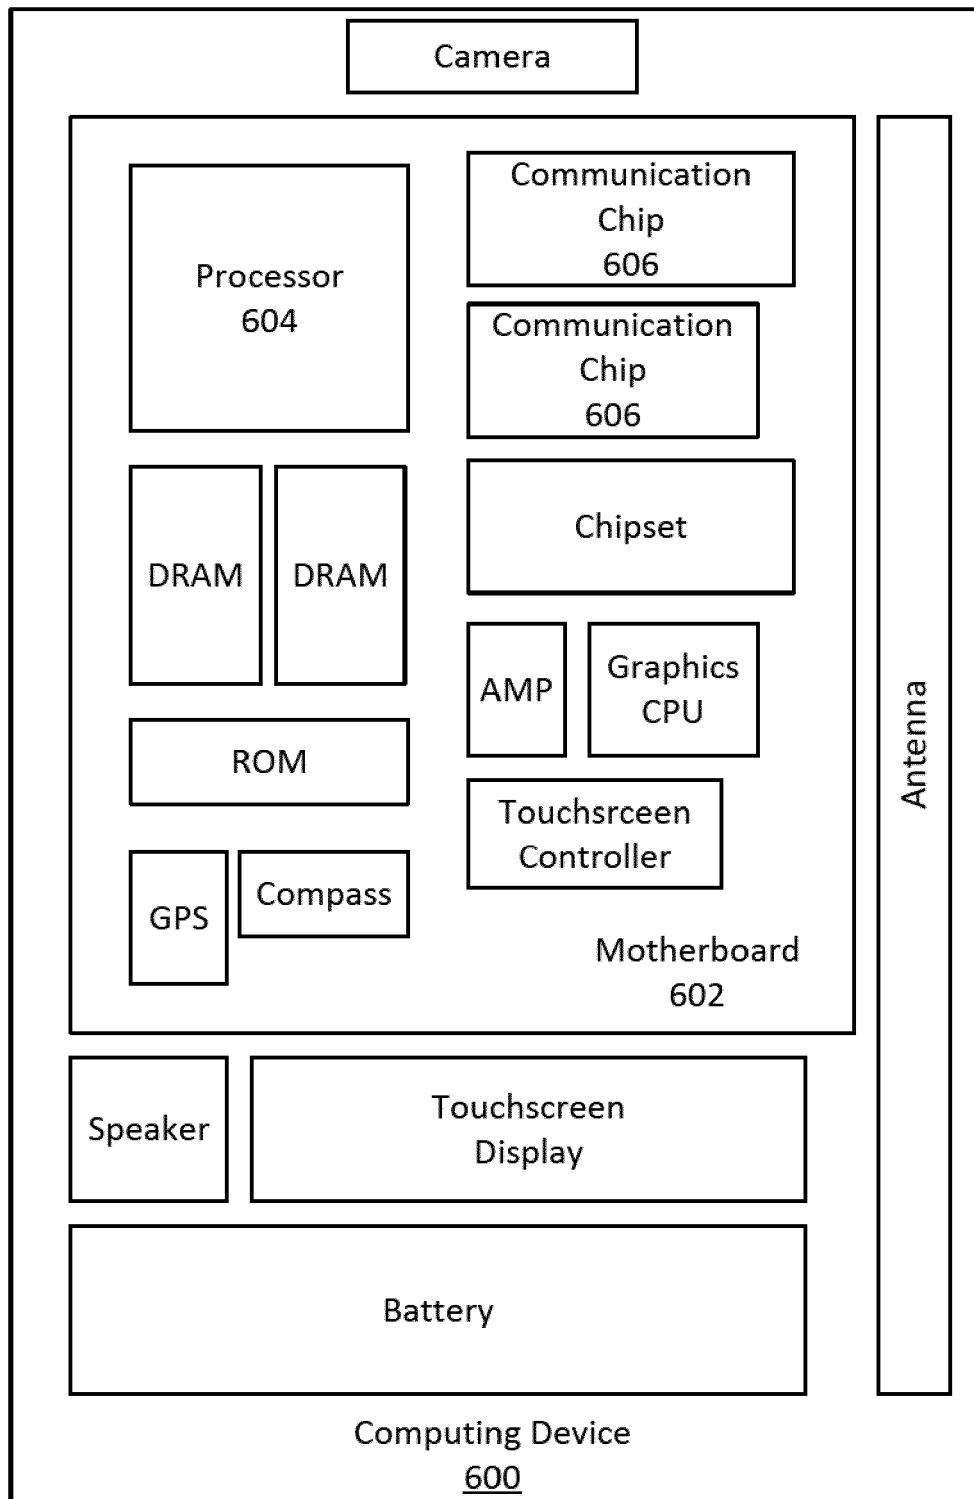 Camera
Processor
604
Communication
Chip
606
Communication
Chip
606
DRAM
DRAM
Chipset
AMP
Graphics
CPU
ROM
Touchsrceen
Controller
GPS
Compass
Motherboard
602
Antenna
Speaker
Touchscreen
Display
Battery
Computing Device
600